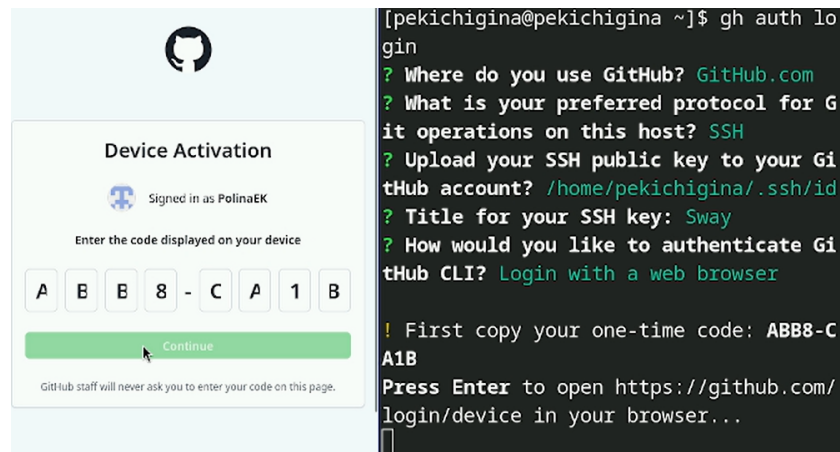 Device Activation
Signed in as PolinaEK
Enter the code displayed on your device
A B B 8 - C A 1 B
Continue
GitHub staff will never ask you to enter your code on this page.
[pekichigina@pekichigina ~]$ gh auth lo
gin
? Where do you use GitHub? GitHub.com
? What is your preferred protocol for G
it operations on this host? SSH
? Upload your SSH public key to your Gi
tHub account? /home/pekichigina/.ssh/id
? Title for your SSH key: Sway
? How would you like to authenticate Gi
tHub CLI? Login with a web browser
! First copy your one-time code: ABB8-C
A1B
Press Enter to open https://github.com/
login/device in your browser...